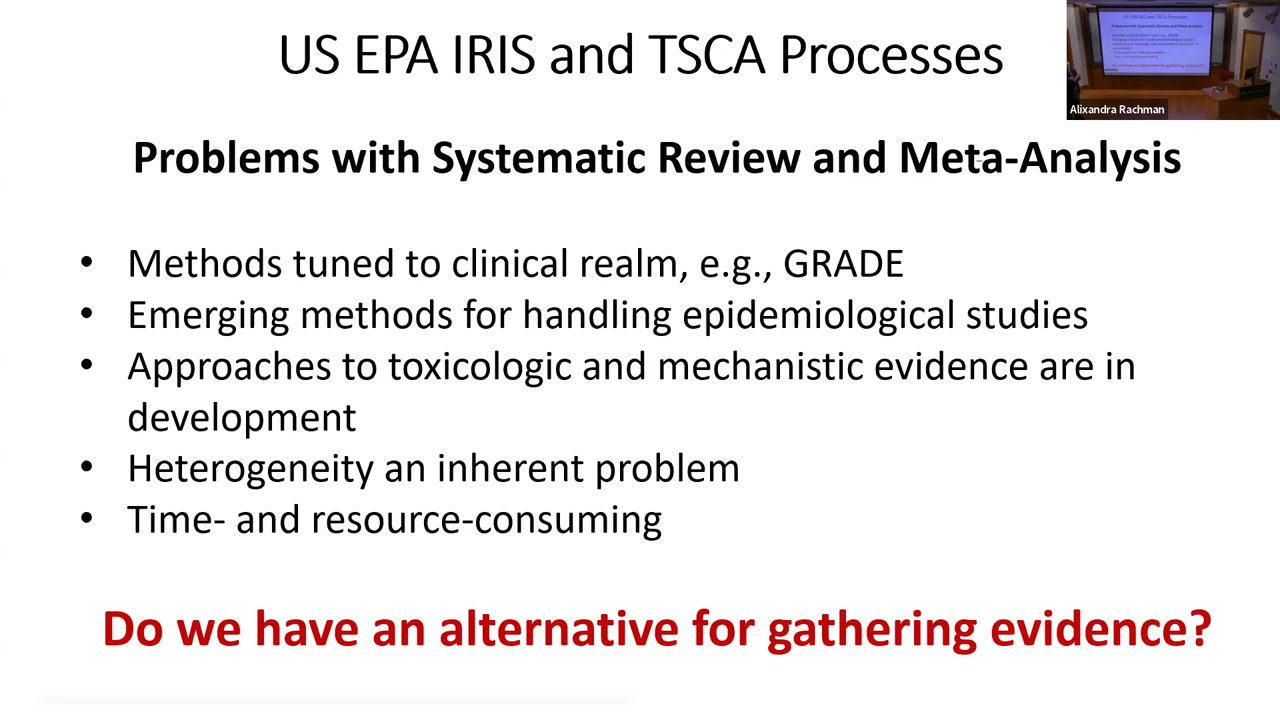 US EPA IRIS and TSCA Processes
Alixandra Rachman
Problems with Systematic Review and Meta-Analysis
• Methods tuned to clinical realm, e.g., GRADE
• Emerging methods for handling epidemiological studies
• Approaches to toxicologic and mechanistic evidence are in
development
• Heterogeneity an inherent problem
• Time- and resource-consuming
Do we have an alternative for gathering evidence?